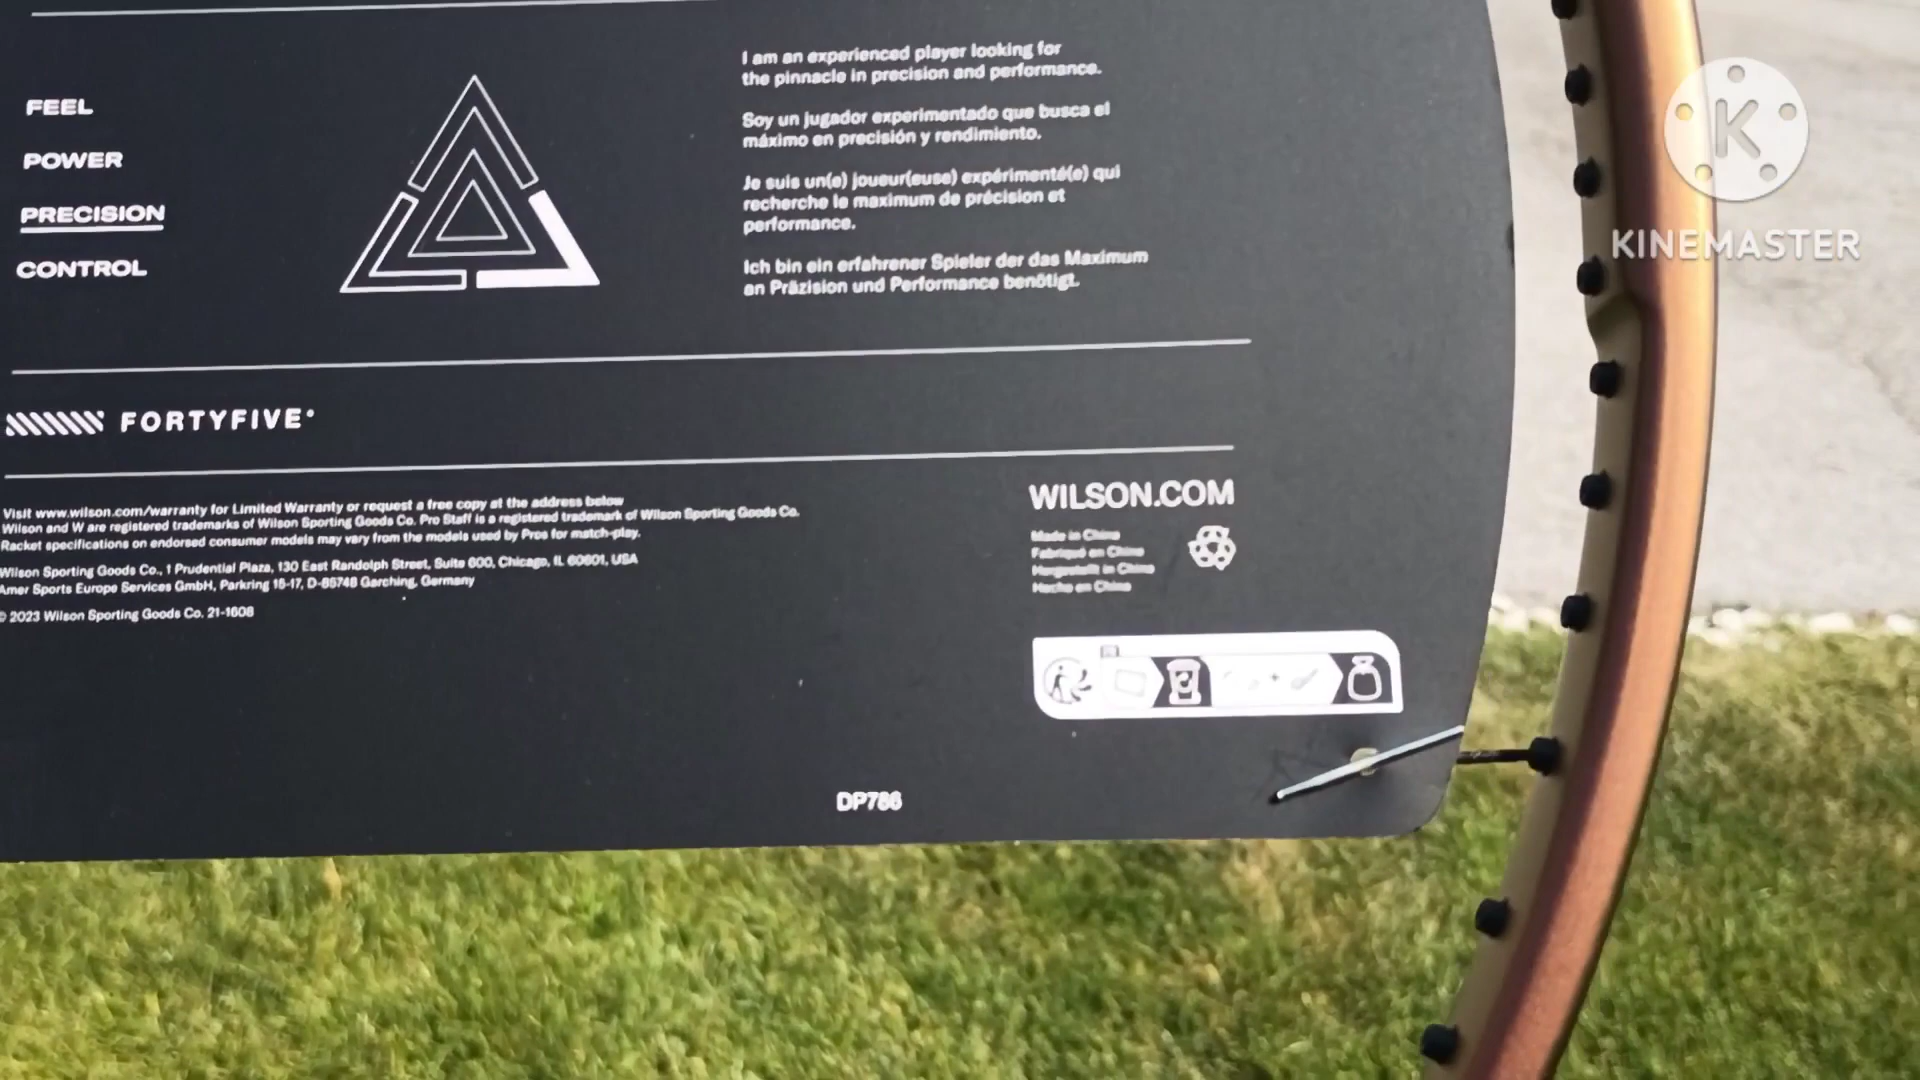 FEEL
POWER
PRECISION
CONTROL
I am an experienced player looking for
the pinnacle in precision and performance.
Soy un jugador experimentado que busca el
máximo en precisión y rendimiento.
Je suis un(e) joueur(euse) expérimenté(e) qui
recherche le maximum de précision et
performance.
Ich bin ein erfahrener Spieler der das Maximum
an Präzision und Performance benötigt.
K
KINEMASTER
FORTYFIVE°
Visit www.wilson.com/warranty for Limited Warranty or request a free copy at the address below
Wilson and W are registered trademarks of Wilson Sporting Goods Co. Pro Staff is a registered trademark of Wilson Sporting Goods Co.
Racket specifications on endorsed consumer models may vary from the models used by Pros for match-play.
Wilson Sporting Goods Co., 1 Prudential Plaza, 130 East Randolph Street, Suite 600, Chicago, IL 60601, USA
Amer Sports Europe Services GmbH, Parkring 15-17, D-85748 Garching, Germany
© 2023 Wilson Sporting Goods Co. 21-1608
WILSON.COM
Made in China
Fabriqué en China
Hergestellt in China
Hecho en China
DP786